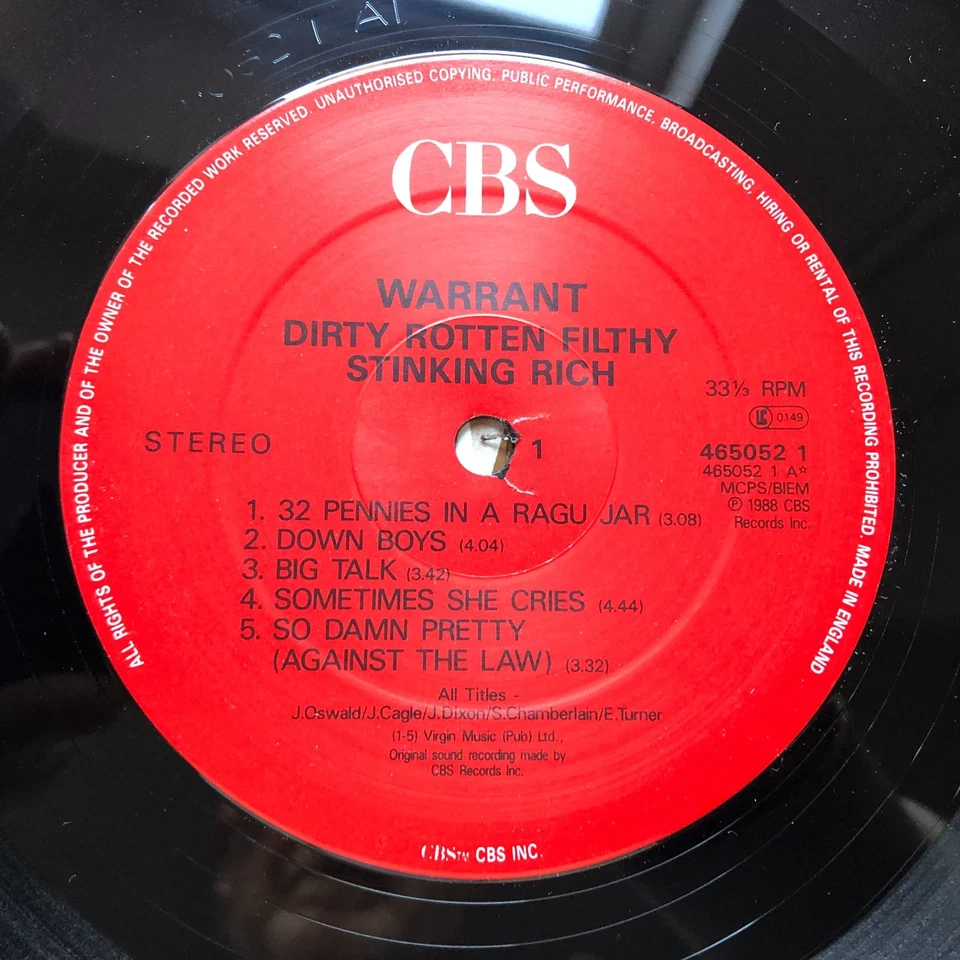 ALL RIGHTS OF THE PRODUCER AND OF THE OWNER OF THE RECORDED WORK RESERVED. UNAUTHORISED COPYING, PUBLIC PERFORMANCE, BROADCASTING, HIRING OR RENTAL OF THIS RECORDING PROHIBITED. MADE IN ENGLAND
CBS
WARRANT
DIRTY ROTTEN FILTHY
STINKING RICH
33⅓ RPM
LC 0149
STEREO
1
465052 1
465052 1 A☆
MCPS/BIEM
℗ 1988 CBS
Records Inc.
1. 32 PENNIES IN A RAGU JAR (3.08)
2. DOWN BOYS (4.04)
3. BIG TALK (3.42)
4. SOMETIMES SHE CRIES (4.44)
5. SO DAMN PRETTY
(AGAINST THE LAW) (3.32)
All Titles -
J.Oswald/J.Cagle/J.Dixon/S.Chamberlain/E.Turner
(1-5) Virgin Music (Pub) Ltd.,
Original sound recording made by
CBS Records Inc.
CBS™ CBS INC.